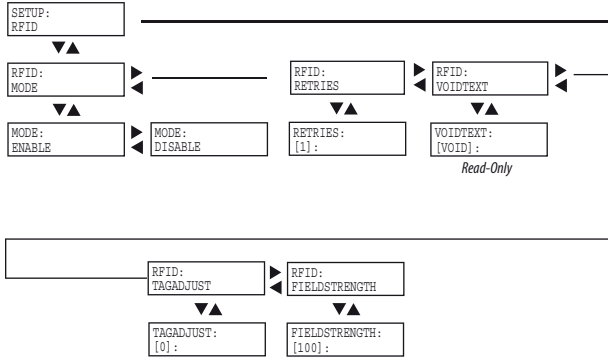 SETUP:
RFID
RFID:
MODE
RFID:
RETRIES
RFID:
VOIDTEXT
MODE:
ENABLE
MODE:
DISABLE
RETRIES:
[1]:
VOIDTEXT:
[VOID]:
Read-Only
RFID:
TAGADJUST
RFID:
FIELDSTRENGTH
TAGADJUST:
[0]:
FIELDSTRENGTH:
[100]: